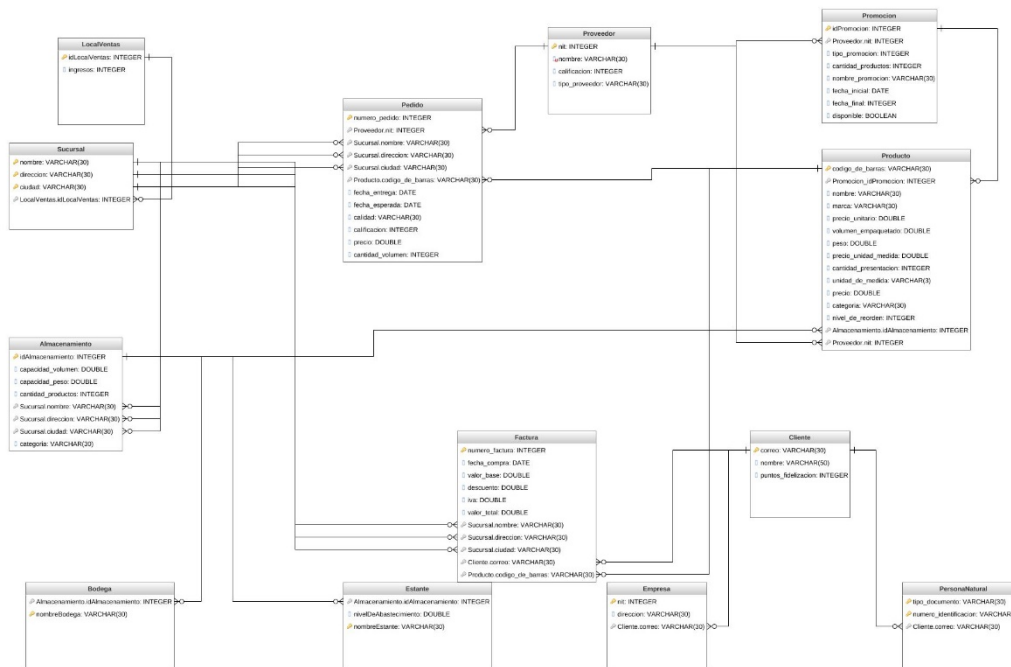 LocalVentas
idLocalVentas: INTEGER
ingresos: INTEGER
Proveedor
nit: INTEGER
nombre: VARCHAR(30)
calificacion: INTEGER
tipo_proveedor: VARCHAR(30)
Promocion
idPromocion: INTEGER
Proveedor.nit: INTEGER
tipo_promocion: INTEGER
cantidad_productos: INTEGER
nombre_promocion: VARCHAR(30)
fecha_inicial: DATE
fecha_final: INTEGER
disponible: BOOLEAN
Pedido
numero_pedido: INTEGER
Proveedor.nit: INTEGER
Sucursal.nombre: VARCHAR(30)
Sucursal.direccion: VARCHAR(30)
Sucursal.ciudad: VARCHAR(30)
Producto.codigo_de_barras: VARCHAR(30)
fecha_entrega: DATE
fecha_esperada: DATE
calidad: VARCHAR(30)
calificacion: INTEGER
precio: DOUBLE
cantidad_volumen: INTEGER
Sucursal
nombre: VARCHAR(30)
direccion: VARCHAR(30)
ciudad: VARCHAR(30)
LocalVentas.idLocalVentas: INTEGER
Producto
codigo_de_barras: VARCHAR(30)
Promocion_idPromocion: INTEGER
nombre: VARCHAR(30)
marca: VARCHAR(30)
precio_unitario: DOUBLE
volumen_empaquetado: DOUBLE
peso: DOUBLE
precio_unidad_medida: DOUBLE
cantidad_presentacion: INTEGER
unidad_de_medida: VARCHAR(3)
precio: DOUBLE
categoria: VARCHAR(30)
nivel_de_reorden: INTEGER
Almacenamiento.idAlmacenamiento: INTEGER
Proveedor.nit: INTEGER
Almacenamiento
idAlmacenamiento: INTEGER
capacidad_volumen: DOUBLE
capacidad_peso: DOUBLE
cantidad_productos: INTEGER
Sucursal.nombre: VARCHAR(30)
Sucursal.direccion: VARCHAR(30)
Sucursal.ciudad: VARCHAR(30)
categoria: VARCHAR(30)
Factura
numero_factura: INTEGER
fecha_compra: DATE
valor_base: DOUBLE
descuento: DOUBLE
iva: DOUBLE
valor_total: DOUBLE
Sucursal.nombre: VARCHAR(30)
Sucursal.direccion: VARCHAR(30)
Sucursal.ciudad: VARCHAR(30)
Cliente.correo: VARCHAR(30)
Producto.codigo_de_barras: VARCHAR(30)
Cliente
correo: VARCHAR(30)
nombre: VARCHAR(50)
puntos_fidelizacion: INTEGER
Bodega
Almacenamiento.idAlmacenamiento: INTEGER
nombreBodega: VARCHAR(30)
Estante
Almacenamiento.idAlmacenamiento: INTEGER
nivelDeAbastecimiento: DOUBLE
nombreEstante: VARCHAR(30)
Empresa
nit: INTEGER
direccion: VARCHAR(30)
Cliente.correo: VARCHAR(30)
PersonaNatural
tipo_documento: VARCHAR(30)
numero_identificacion: VARCHAR
Cliente.correo: VARCHAR(30)